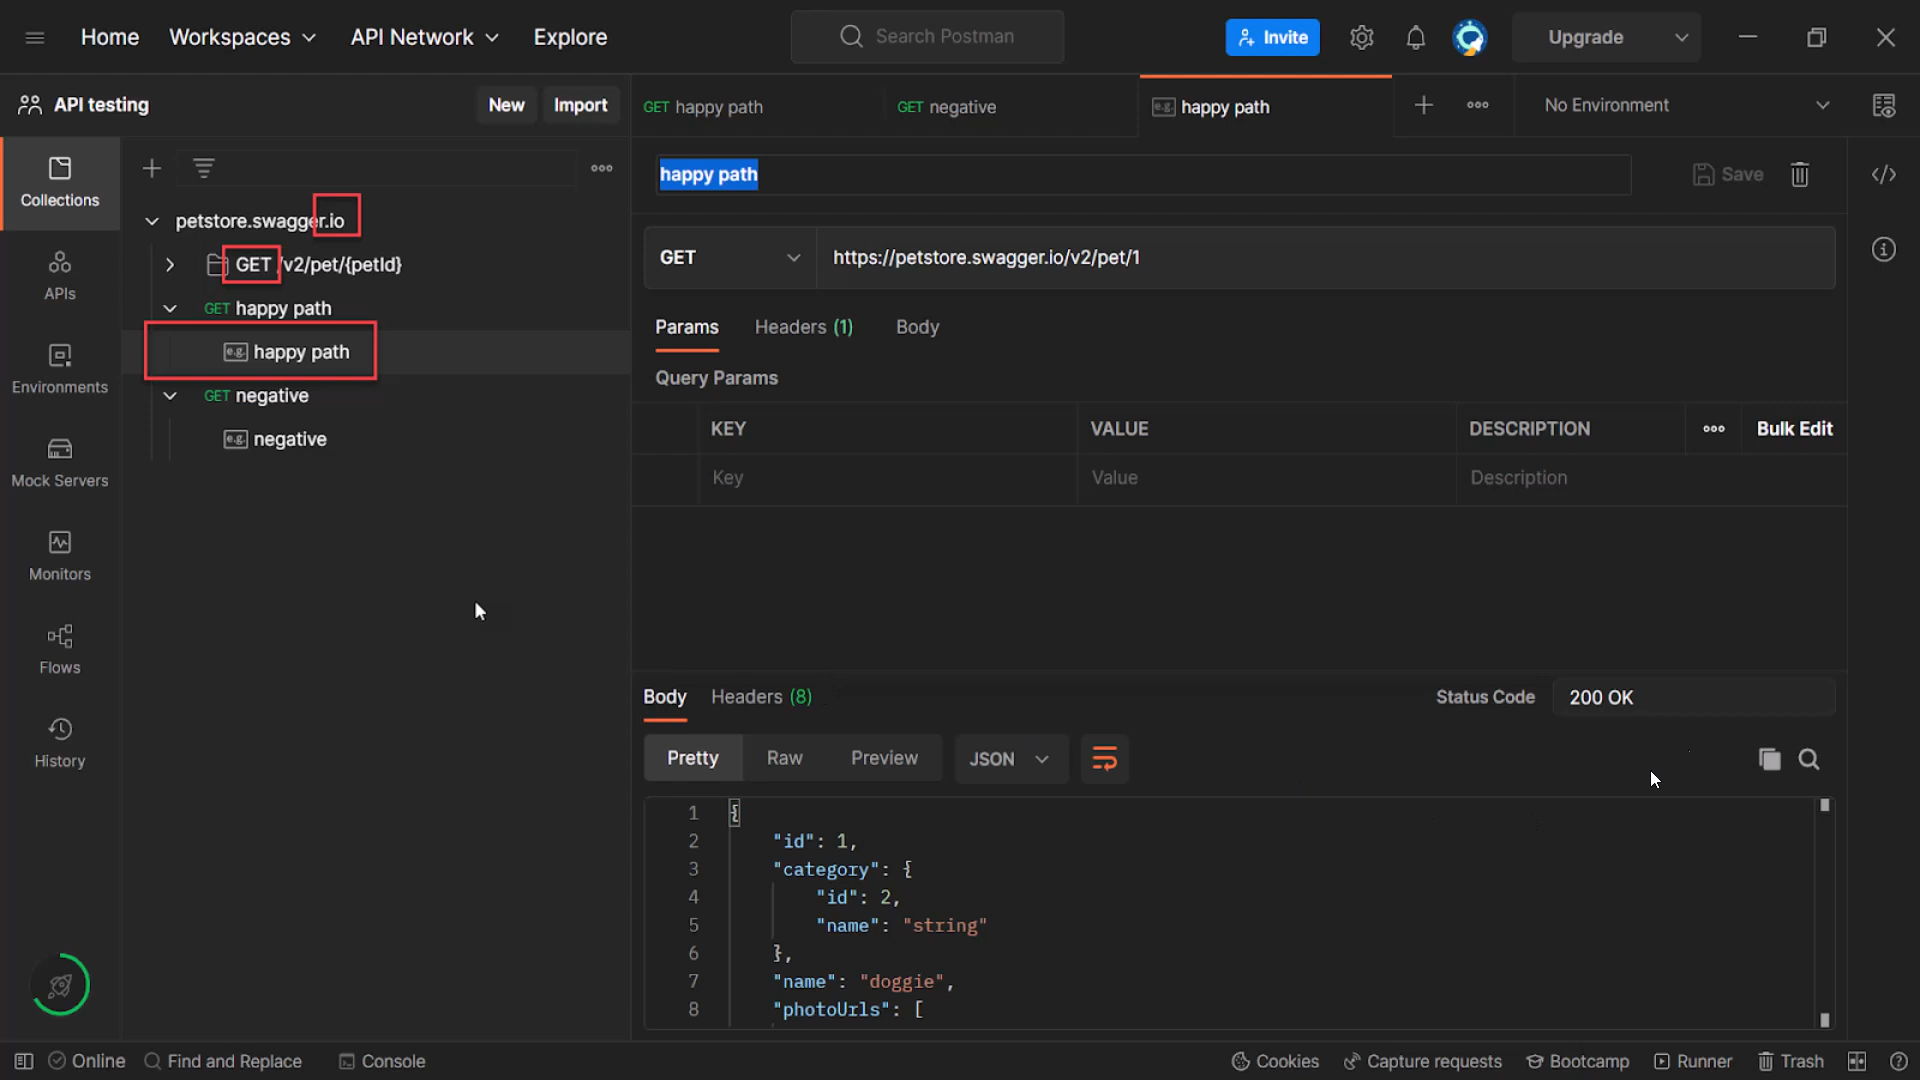 Home Workspaces API Network Explore Search Postman Invite Upgrade
API testing New Import GET happy path GET negative e.g. happy path No Environment
Collections
happy path Save
petstore.swagger.io
GET /v2/pet/{petId}
GET https://petstore.swagger.io/v2/pet/1
APIs
GET happy path
Params Headers (1) Body
e.g. happy path
Environments
Query Params
GET negative
KEY VALUE DESCRIPTION Bulk Edit
e.g. negative
Mock Servers
Key Value Description
Monitors
Flows
Body Headers (8) Status Code 200 OK
History
Pretty Raw Preview JSON
1 {
2 "id": 1,
3 "category": {
4 "id": 2,
5 "name": "string"
6 },
7 "name": "doggie",
8 "photoUrls": [
Online Find and Replace Console Cookies Capture requests Bootcamp Runner Trash